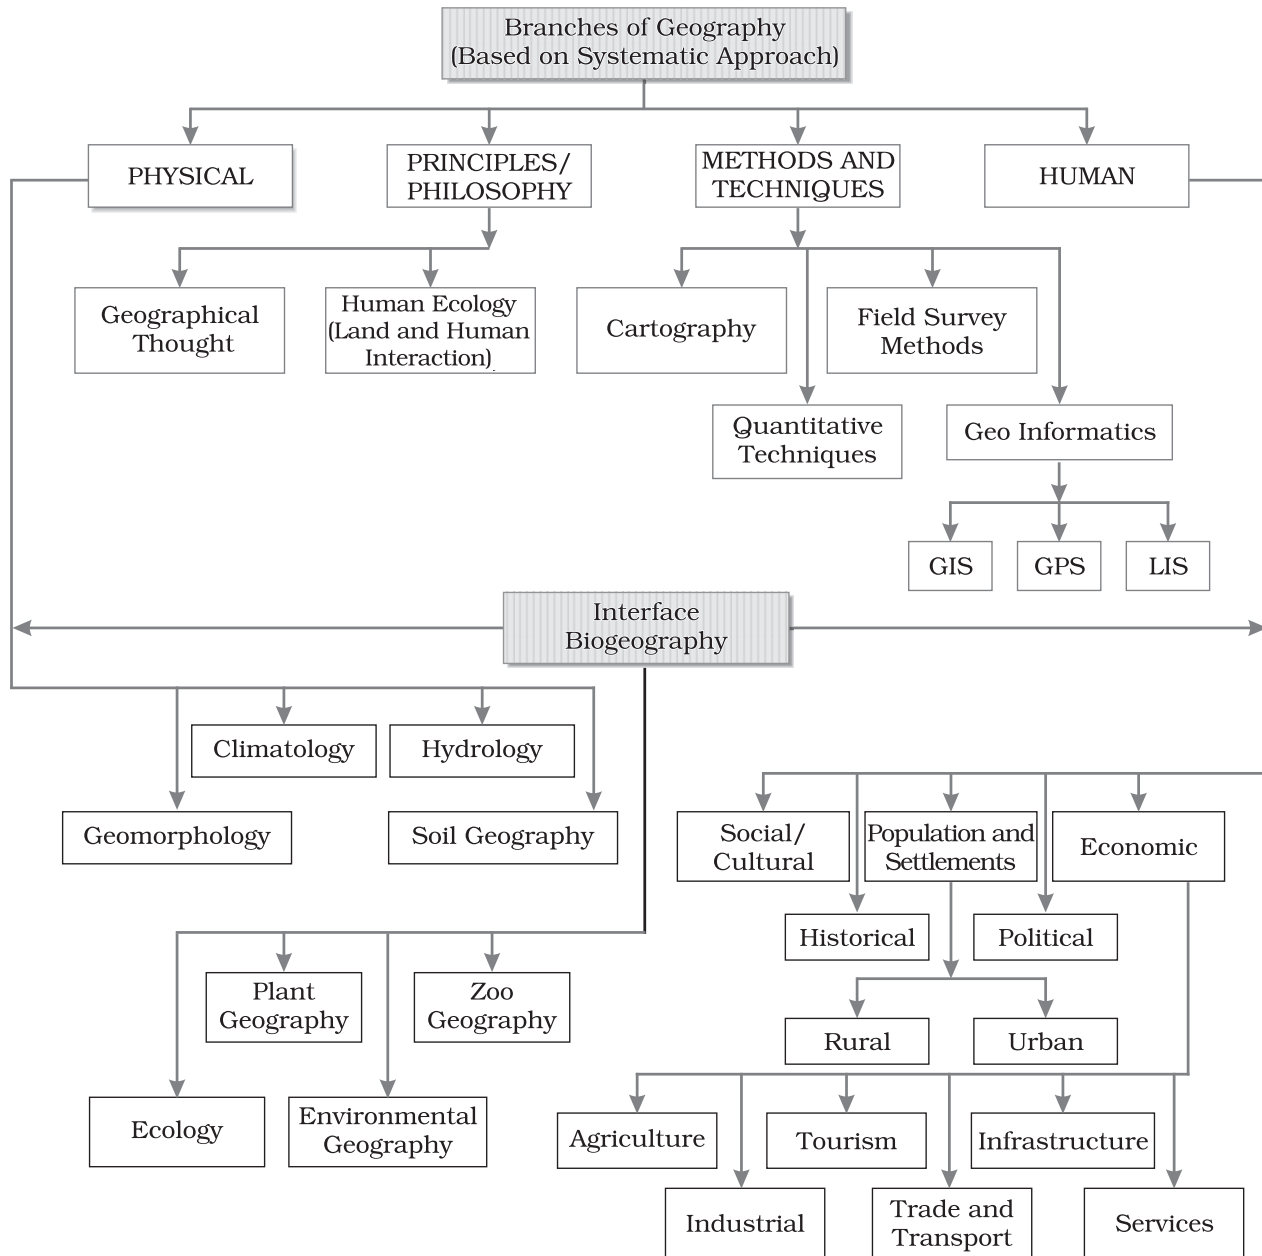 Branches of Geography
(Based on Systematic Approach)
PHYSICAL
PRINCIPLES/
PHILOSOPHY
METHODS AND
TECHNIQUES
HUMAN
Geographical
Thought
Human Ecology
(Land and Human
Interaction)
Cartography
Field Survey
Methods
Quantitative
Techniques
Geo Informatics
GIS
GPS
LIS
Interface
Biogeography
Climatology
Hydrology
Geomorphology
Soil Geography
Social/
Cultural
Population and
Settlements
Economic
Historical
Political
Plant
Geography
Zoo
Geography
Rural
Urban
Ecology
Environmental
Geography
Agriculture
Tourism
Infrastructure
Industrial
Trade and
Transport
Services